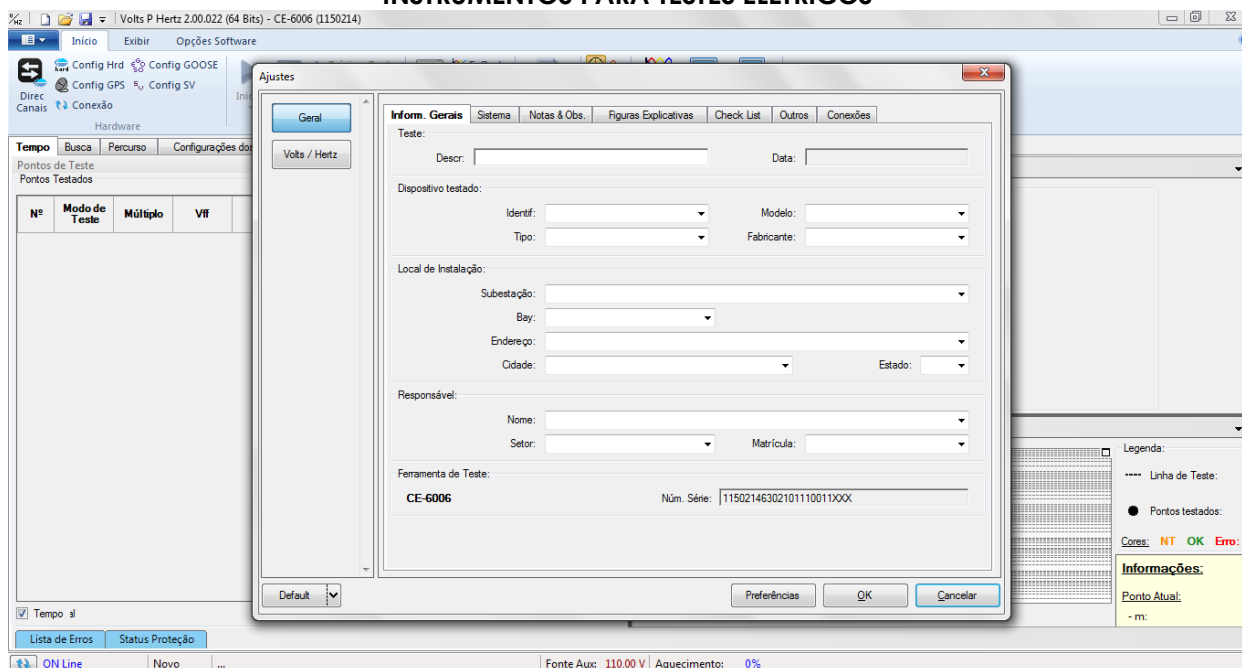 INSTRUMENTOS PARA TESTES ELÉTRICOS
Volts P Hertz 2.00.022 (64 Bits) - CE-6006 (1150214)
Início Exibir Opções Software
Direc Canais
Config Hrd Config GOOSE
Config GPS Config SV
Conexão
Hardware
Tempo Busca Percurso Configurações dos
Pontos de Teste
Pontos Testados
Nº Modo de Teste Múltiplo Vff
Ajustes
Geral
Volts / Hertz
Inform. Gerais Sistema Notas & Obs. Figuras Explicativas Check List Outros Conexões
Teste:
Descr: Data:
Dispositivo testado:
Identif: Modelo:
Tipo: Fabricante:
Local de Instalação:
Subestação:
Bay:
Endereço:
Cidade: Estado:
Responsável:
Nome:
Setor: Matrícula:
Ferramenta de Teste:
CE-6006 Núm. Série: 11502146302101110011XXX
Default Preferências OK Cancelar
Legenda:
Linha de Teste:
Pontos testados:
Cores: NT OK Erro:
Informações:
Ponto Atual:
- m:
Tempo
Lista de Erros Status Proteção
ON Line Novo ... Fonte Aux: 110.00 V Aquecimento: 0%